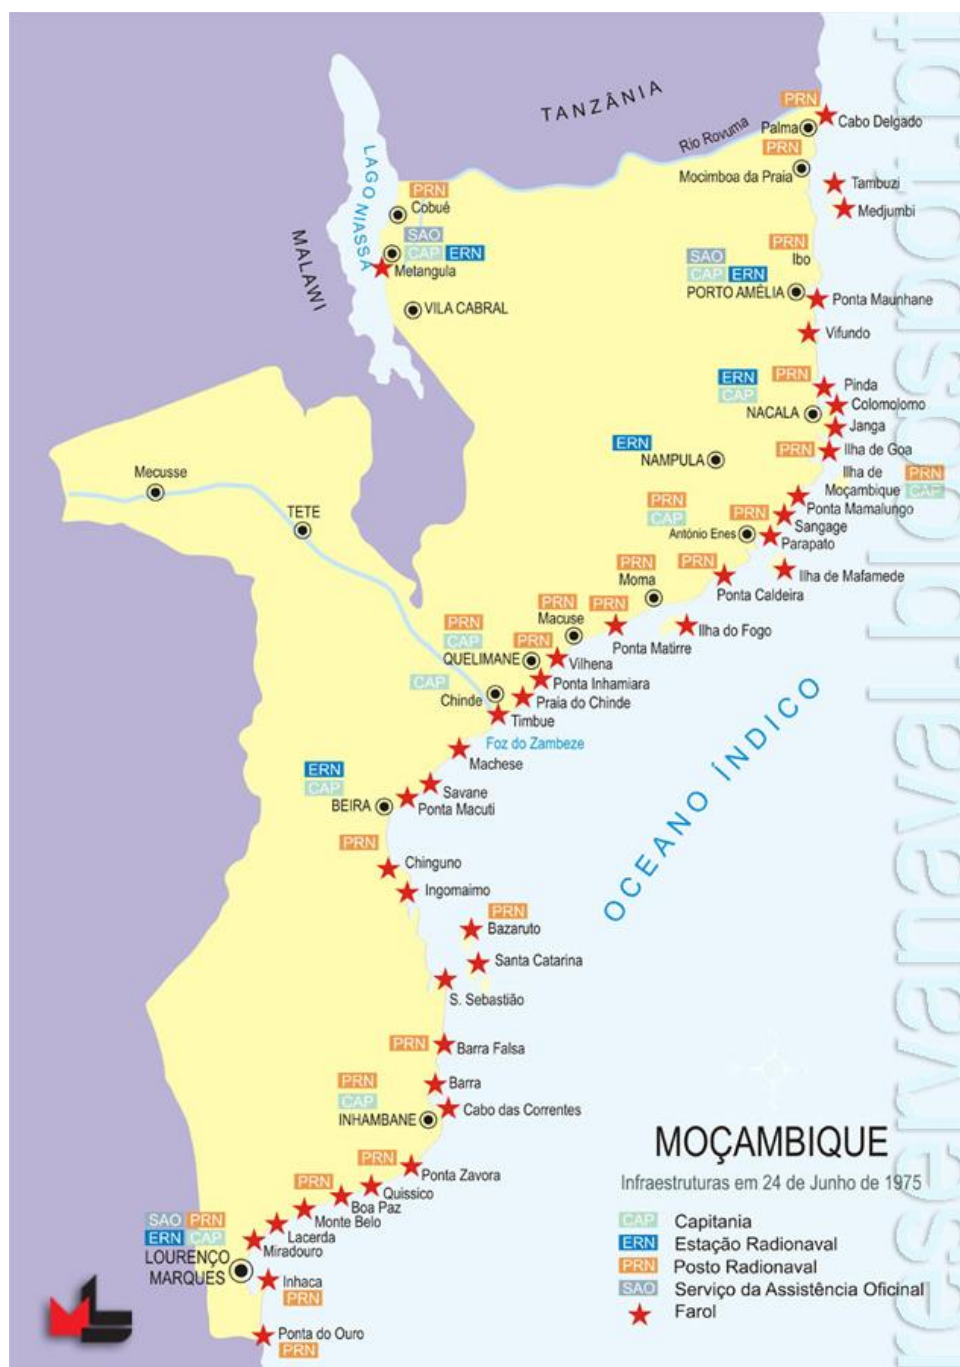 TANZÂNIA
PRN
Cabo Delgado
Palma
Rio Rovuma
PRN
Mocimboa da Praia
Tambuzi
Medjumbi
LAGO NIASSA
MALAWI
PRN
Cobué
SAO
CAP ERN
Metangula
VILA CABRAL
PRN
Ibo
SAO
CAP ERN
PORTO AMÉLIA
Ponta Maunhane
Vifundo
ERN PRN
CAP
Pinda
NACALA
Colomolomo
Janga
PRN
Ilha de Goa
ERN
NAMPULA
Ilha de
Moçambique
PRN
CAP
Ponta Mamalungo
Sangage
Parapato
PRN
CAP
PRN
António Enes
Ilha de Mafamede
PRN
Ponta Caldeira
Mecusse
TETE
PRN
Moma
Ilha do Fogo
PRN
Macuse
PRN
Ponta Matirre
PRN
CAP
PRN
QUELIMANE
Vilhena
Ponta Inhamiara
CAP
Chinde
Praia do Chinde
Timbue
Foz do Zambeze
Machese
ERN
CAP
BEIRA
Savane
Ponta Macuti
OCEANO ÍNDICO
PRN
Chinguno
Ingomaimo
PRN
Bazaruto
Santa Catarina
S. Sebastião
PRN
Barra Falsa
PRN
CAP
Barra
Cabo das Correntes
INHAMBANE
PRN
Ponta Zavora
Quissico
PRN
Boa Paz
Monte Belo
Lacerda
Miradouro
SAO PRN
ERN CAP
LOURENÇO
MARQUES
Inhaca
PRN
Ponta do Ouro
PRN
MOÇAMBIQUE
Infraestruturas em 24 de Junho de 1975
CAP Capitania
ERN Estação Radionaval
PRN Posto Radionaval
SAO Serviço da Assistência Oficinal
Farol
reservanaval.blogspot.pt